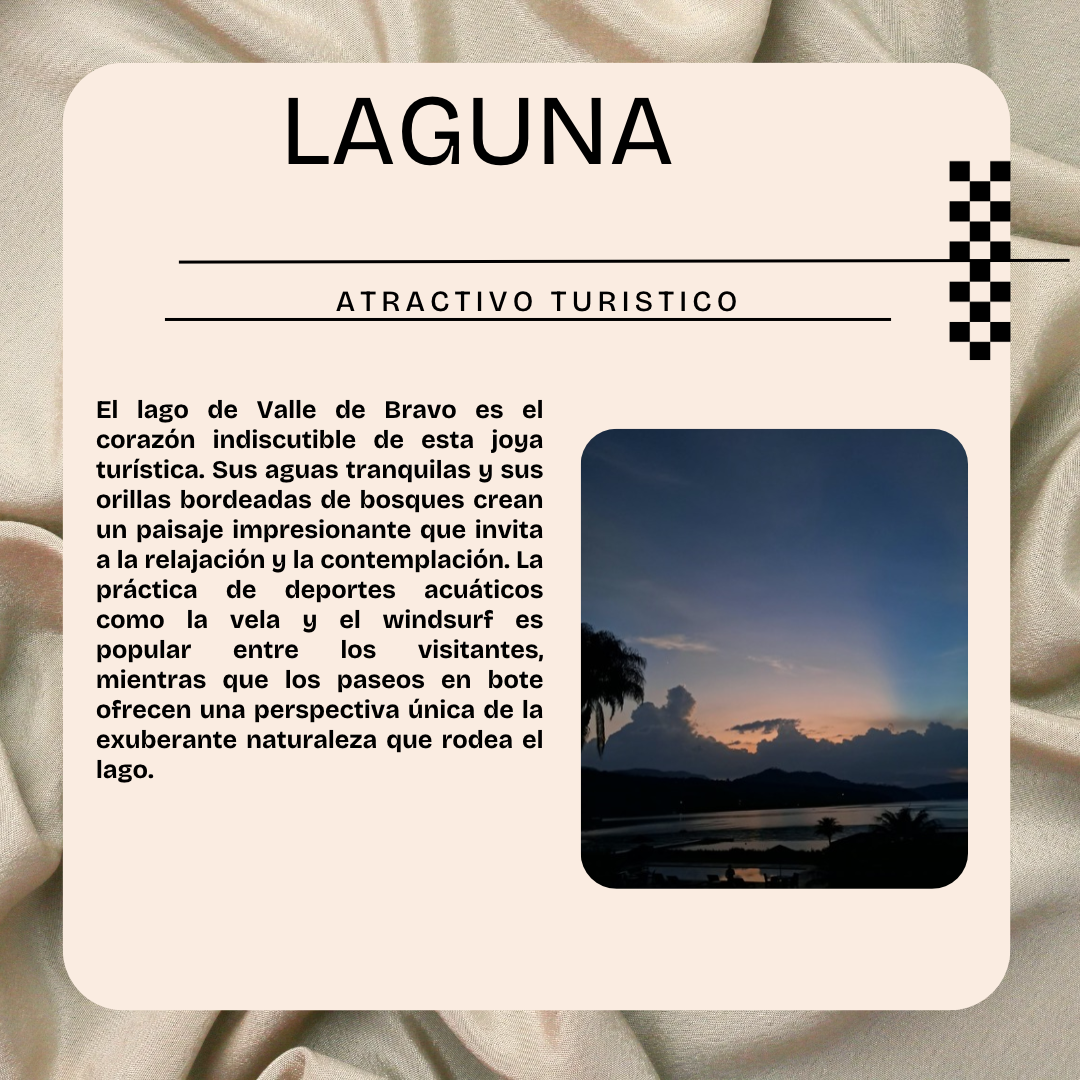 LAGUNA
ATRACTIVO TURISTICO
El lago de Valle de Bravo es el
corazón indiscutible de esta joya
turística. Sus aguas tranquilas y sus
orillas bordeadas de bosques crean
un paisaje impresionante que invita
a la relajación y la contemplación. La
práctica de deportes acuáticos
como la vela y el windsurf es
popular entre los visitantes,
mientras que los paseos en bote
ofrecen una perspectiva única de la
exuberante naturaleza que rodea el
lago.